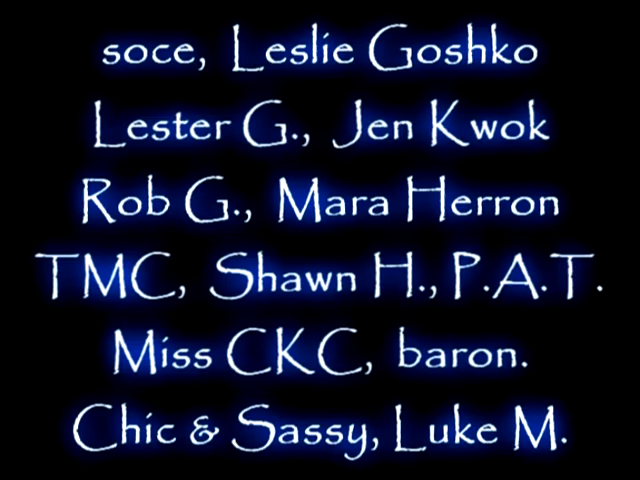 soce, Leslie Goshko
Lester G., Jen Kwok
Rob G., Mara Herron
TMC, Shawn H., P.A.T.
Miss CKC, baron.
Chic & Sassy, Luke M.